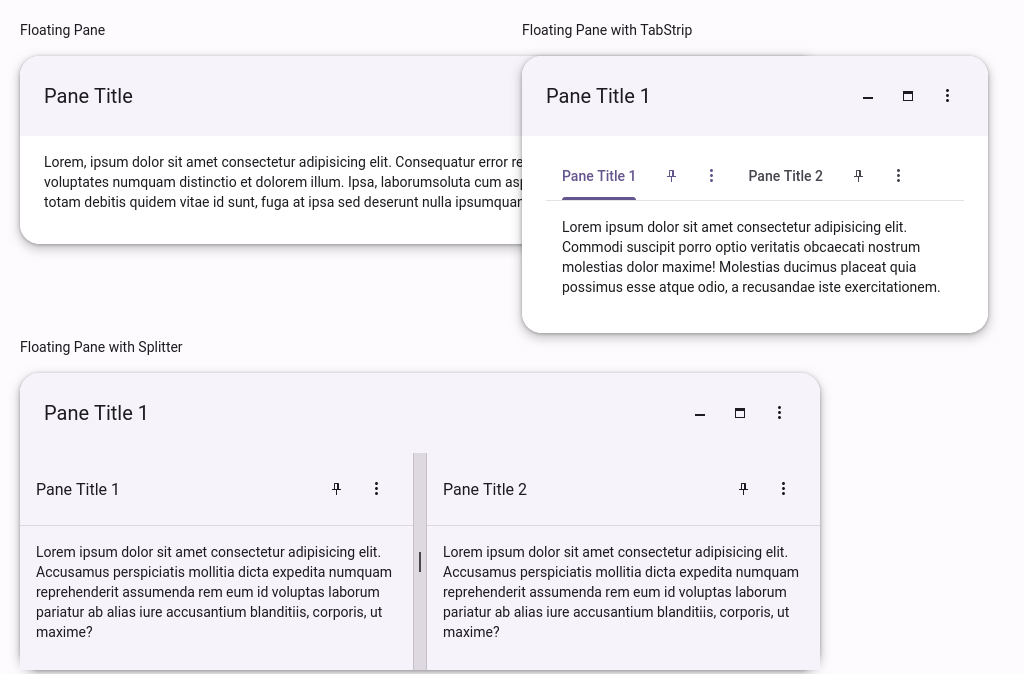 Floating Pane
Pane Title
Lorem, ipsum dolor sit amet consectetur adipisicing elit. Consequatur error
voluptates numquam distinctio et dolorem illum. Ipsa, laborumsoluta cum
totam debitis quidem vitae id sunt, fuga at ipsa sed deserunt nulla
Floating Pane with TabStrip
Pane Title 1
Pane Title 1 Pane Title 2
Lorem ipsum dolor sit amet consectetur adipisicing elit.
Commodi suscipit porro optio veritatis obcaecati nostrum
molestias dolor maxime! Molestias ducimus placeat quia
possimus esse atque odio, a recusandae iste exercitationem.
Floating Pane with Splitter
Pane Title 1
Pane Title 1
Lorem ipsum dolor sit amet consectetur adipisicing elit.
Accusamus perspiciatis mollitia dicta expedita numquam
reprehenderit assumenda rem eum id voluptas laborum
pariatur ab alias iure accusantium blanditiis, corporis, ut
maxime?
Pane Title 2
Lorem ipsum dolor sit amet consectetur adipisicing elit.
Accusamus perspiciatis mollitia dicta expedita numquam
reprehenderit assumenda rem eum id voluptas laborum
pariatur ab alias iure accusantium blanditiis, corporis, ut
maxime?